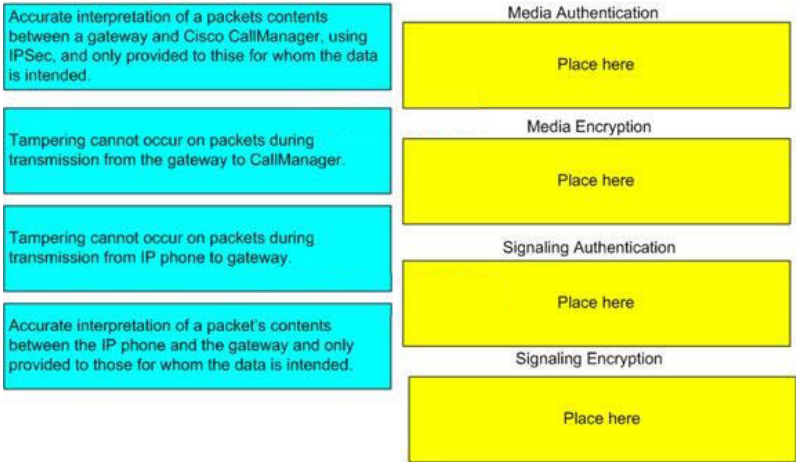 Accurate interpretation of a packets contents
between a gateway and Cisco CallManager, using
IPSec, and only provided to thise for whom the data
is intended.
Tampering cannot occur on packets during
transmission from the gateway to CallManager.
Tampering cannot occur on packets during
transmission from IP phone to gateway.
Accurate interpretation of a packet's contents
between the IP phone and the gateway and only
provided to those for whom the data is intended.
Media Authentication
Place here
Media Encryption
Place here
Signaling Authentication
Place here
Signaling Encryption
Place here